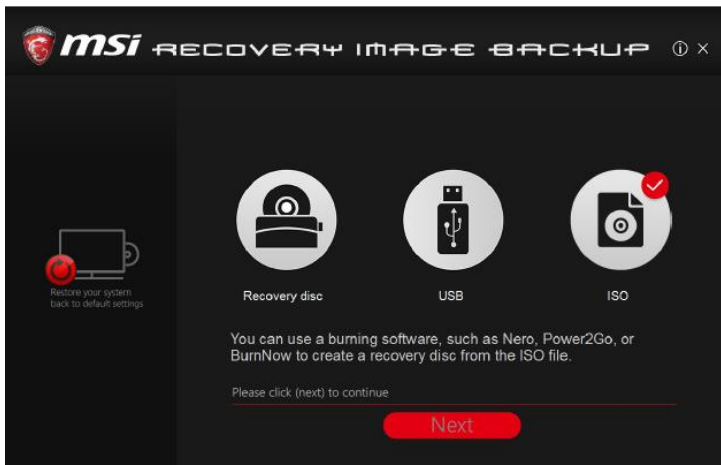 msi RECOVERY IMAGE BACKUP
Recovery disc
USB
ISO
Restore your system
back to default settings
You can use a burning software, such as Nero, Power2Go, or
BurnNow to create a recovery disc from the ISO file.
Please click (next) to continue
Next